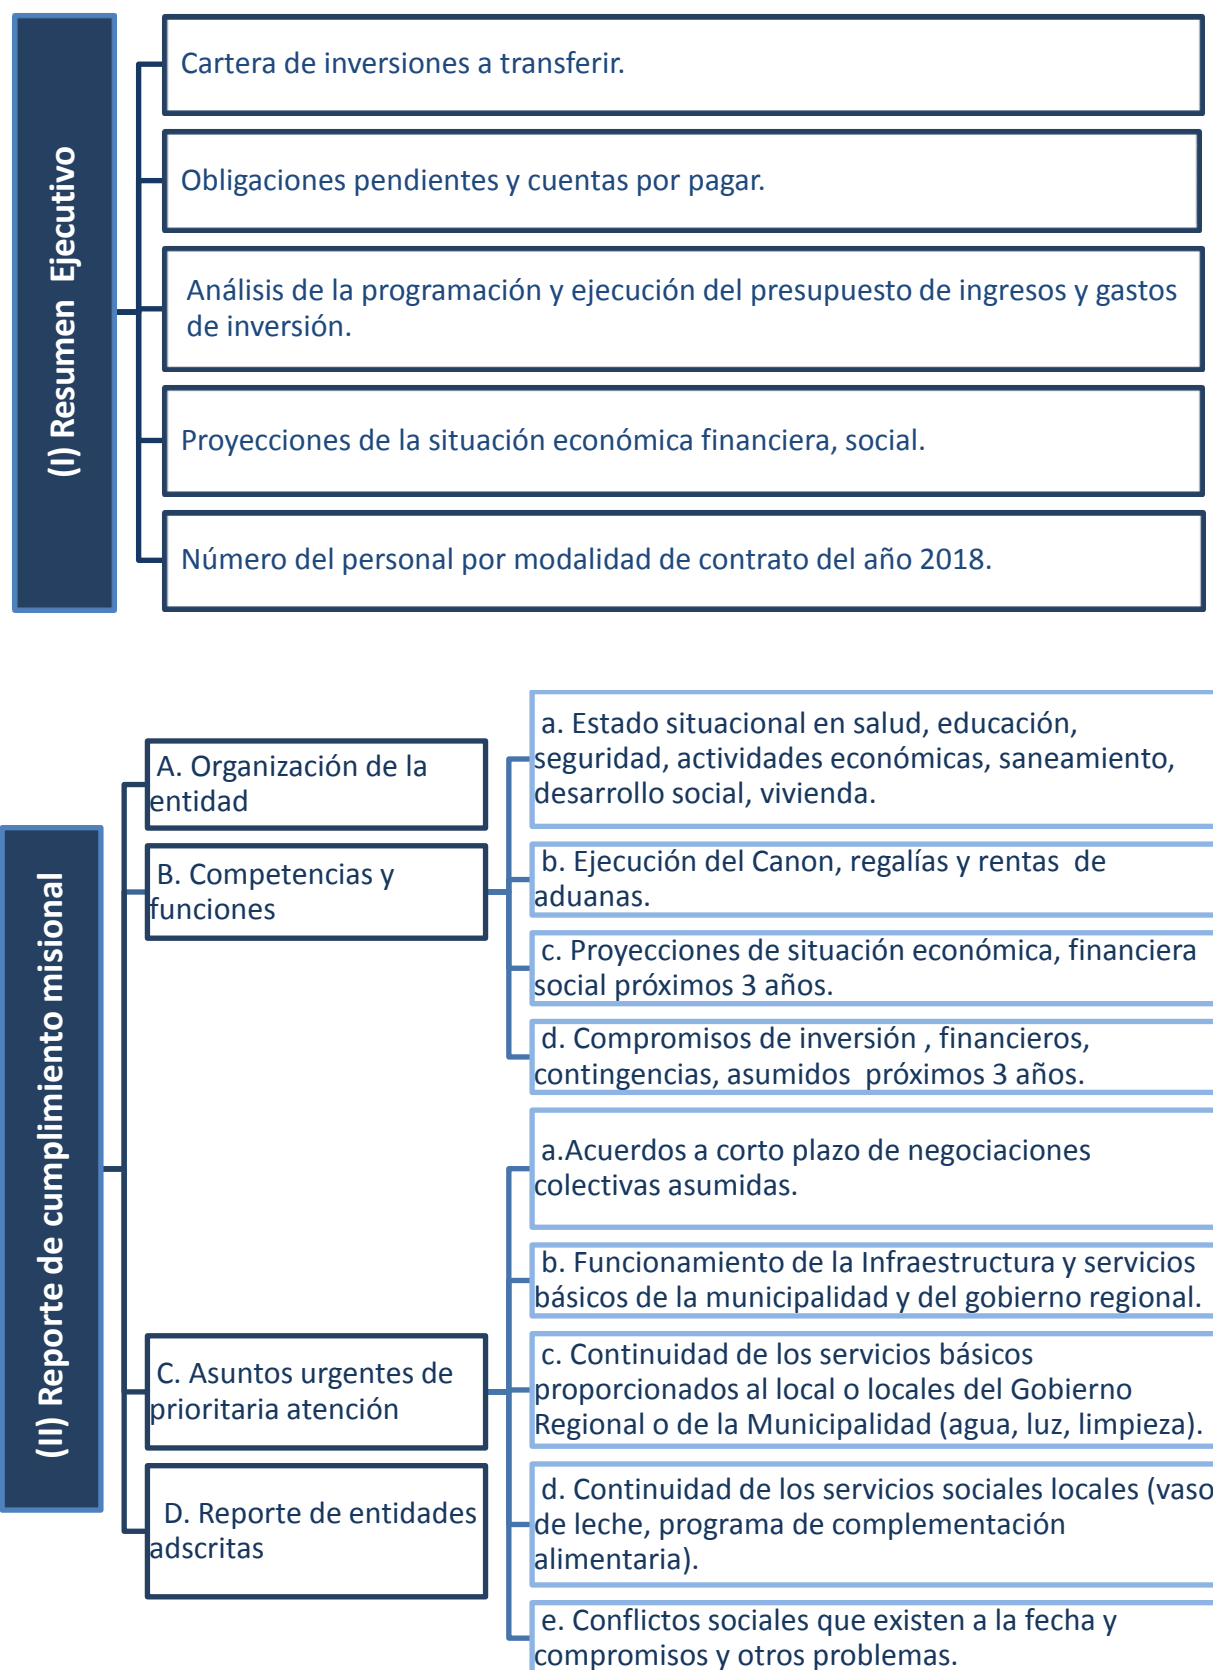 (I) Resumen Ejecutivo
Cartera de inversiones a transferir.
Obligaciones pendientes y cuentas por pagar.
Análisis de la programación y ejecución del presupuesto de ingresos y gastos
de inversión.
Proyecciones de la situación económica financiera, social.
Número del personal por modalidad de contrato del año 2018.
(II) Reporte de cumplimiento misional
A. Organización de la
entidad
B. Competencias y
funciones
a. Estado situacional en salud, educación,
seguridad, actividades económicas, saneamiento,
desarrollo social, vivienda.
b. Ejecución del Canon, regalías y rentas de
aduanas.
c. Proyecciones de situación económica, financiera
social próximos 3 años.
d. Compromisos de inversión , financieros,
contingencias, asumidos próximos 3 años.
C. Asuntos urgentes de
prioritaria atención
a.Acuerdos a corto plazo de negociaciones
colectivas asumidas.
b. Funcionamiento de la Infraestructura y servicios
básicos de la municipalidad y del gobierno regional.
c. Continuidad de los servicios básicos
proporcionados al local o locales del Gobierno
Regional o de la Municipalidad (agua, luz, limpieza).
d. Continuidad de los servicios sociales locales (vaso
de leche, programa de complementación
alimentaria).
e. Conflictos sociales que existen a la fecha y
compromisos y otros problemas.
D. Reporte de entidades
adscritas